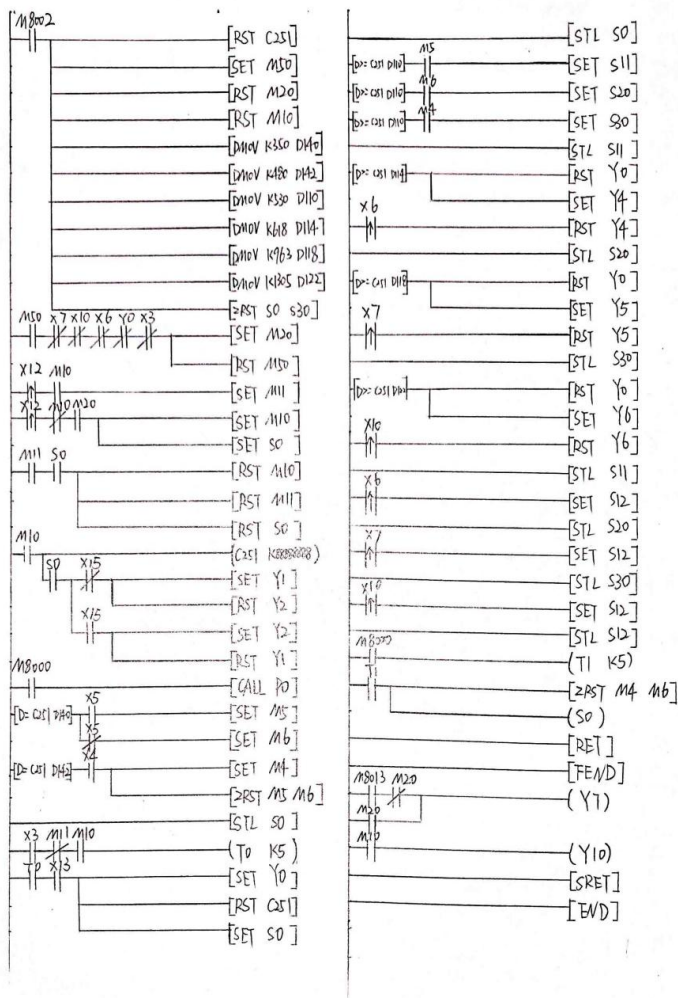 M8002
[RST C251]
[SET M50]
[RST M20]
[RST M10]
[DMOV K350 D140]
[DMOV K480 D142]
[DMOV K530 D110]
[DMOV K618 D114]
[DMOV K963 D118]
[DMOV K1305 D122]
[ZRST S0 S30]
M50 X7 X10 X6 Y0 X3
[SET M20]
[RST M50]
X12 M10
[SET M11]
X12 M10 M20
[SET M10]
[SET S0]
M11 S0
[RST M10]
[RST M11]
[RST S0]
M10
(C251
S0 X15
[SET Y1]
[RST Y2]
X15
[SET Y2]
[RST Y1]
M8000
[CALL P0]
[D= C251 D140] X5
[SET M5]
X5
[SET M6]
[D= C251 D142] X4
[SET M4]
[ZRST M5 M6]
[STL S0]
X3 M11 M10
(T0 K5)
T0 X13
[SET Y0]
[RST C251]
[SET S0]
[STL S0]
[D>= C251 D110] M5
[SET S11]
[D>= C251 D110] M6
[SET S20]
[D>= C251 D110] M4
[SET S30]
[STL S11]
[D>= C251 D114]
[RST Y0]
[SET Y4]
X6
[RST Y4]
[STL S20]
[D>= C251 D118]
[RST Y0]
[SET Y5]
X7
[RST Y5]
[STL S30]
[D>= C251 D122]
[RST Y0]
[SET Y6]
X10
[RST Y6]
[STL S11]
X6
[SET S12]
[STL S20]
X7
[SET S12]
[STL S30]
X10
[SET S12]
[STL S12]
M8000
(T1 K5)
T1
[ZRST M4 M6]
(S0)
[RET]
[FEND]
M8013 M20
(Y7)
M20
M10
(Y10)
[SRET]
[END]